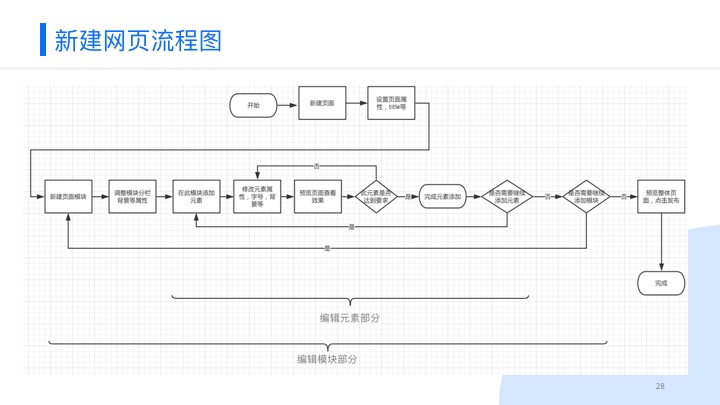 新建网页流程图
开始
新建页面
设置页面属
性，title等
新建页面模块
调整模块分栏
背景等属性
在此模块添加
元素
修改元素属
性，字号，背
景等
否
预览页面查看
效果
此元素是否
达到要求
是
完成元素添加
是否需要继续
添加元素
否
是否需要继续
添加模块
否
预览整体页
面，点击发布
是
是
完成
编辑元素部分
编辑模块部分
28